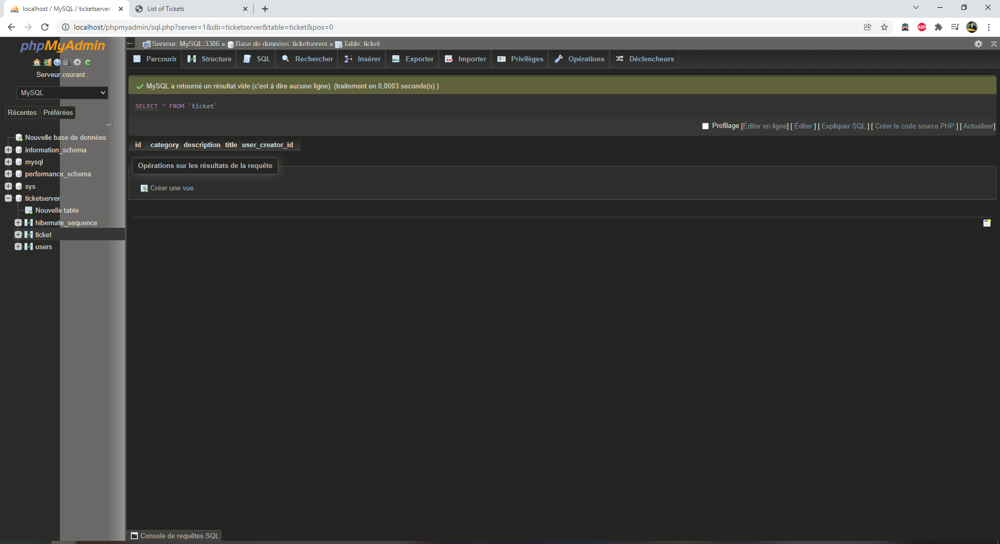 localhost / MySQL / ticketserver
List of Tickets
localhost/phpmyadmin/sql.php?server=1&db=ticketserver&table=ticket&pos=0
ABP
phpMyAdmin
Serveur courant :
MySQL
Récentes
Préférées
Nouvelle base de données
information_schema
mysql
performance_schema
sys
ticketserver
Nouvelle table
hibernate_sequence
ticket
users
Serveur: MySQL:3306 » Base de données: ticketserver » Table: ticket
Parcourir
Structure
SQL
Rechercher
Insérer
Exporter
Importer
Privilèges
Opérations
Déclencheurs
MySQL a retourné un résultat vide (c'est à dire aucune ligne). (traitement en 0,0003 seconde(s).)
SELECT * FROM `ticket`
Profilage [Éditer en ligne] [ Éditer ] [ Expliquer SQL ] [ Créer le code source PHP ] [ Actualiser]
id category description title user_creator_id
Opérations sur les résultats de la requête
Créer une vue
Console de requêtes SQL